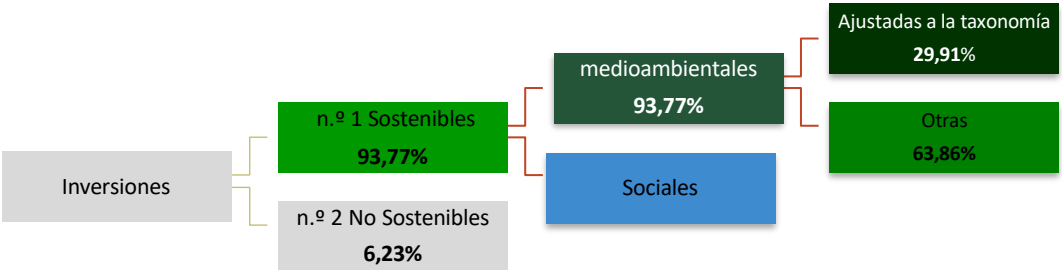 Inversiones
n.º 1 Sostenibles
93,77%
n.º 2 No Sostenibles
6,23%
medioambientales
93,77%
Sociales
Ajustadas a la taxonomía
29,91%
Otras
63,86%